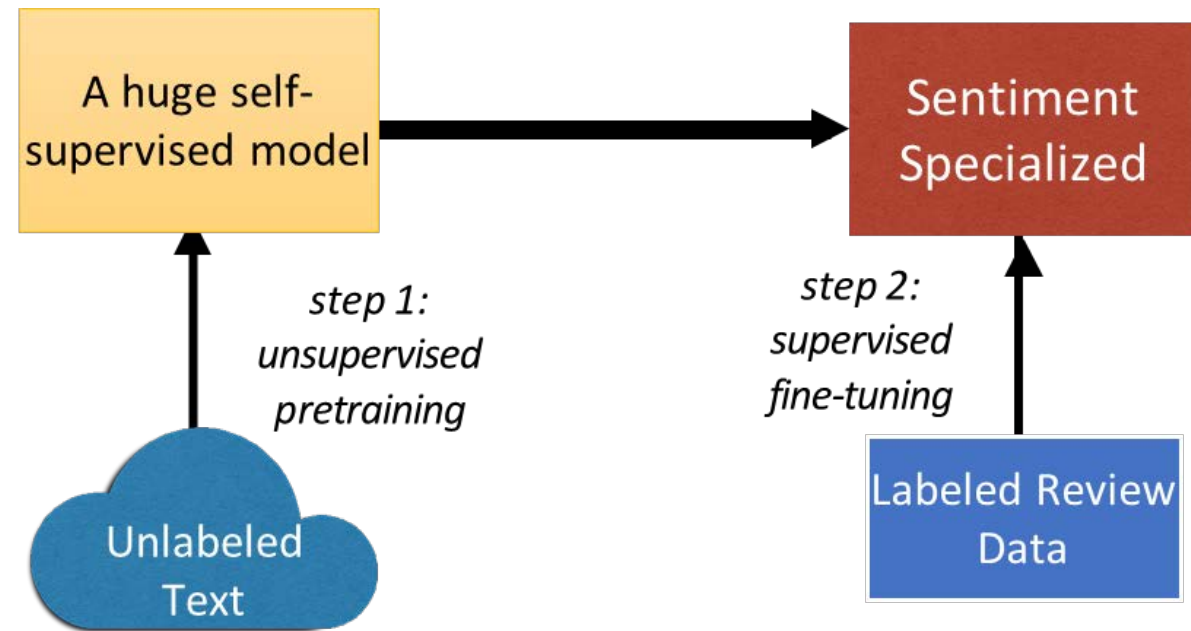 A huge self-
supervised model
Sentiment
Specialized
step 1:
unsupervised
pretraining
step 2:
supervised
fine-tuning
Unlabeled
Text
Labeled Review
Data